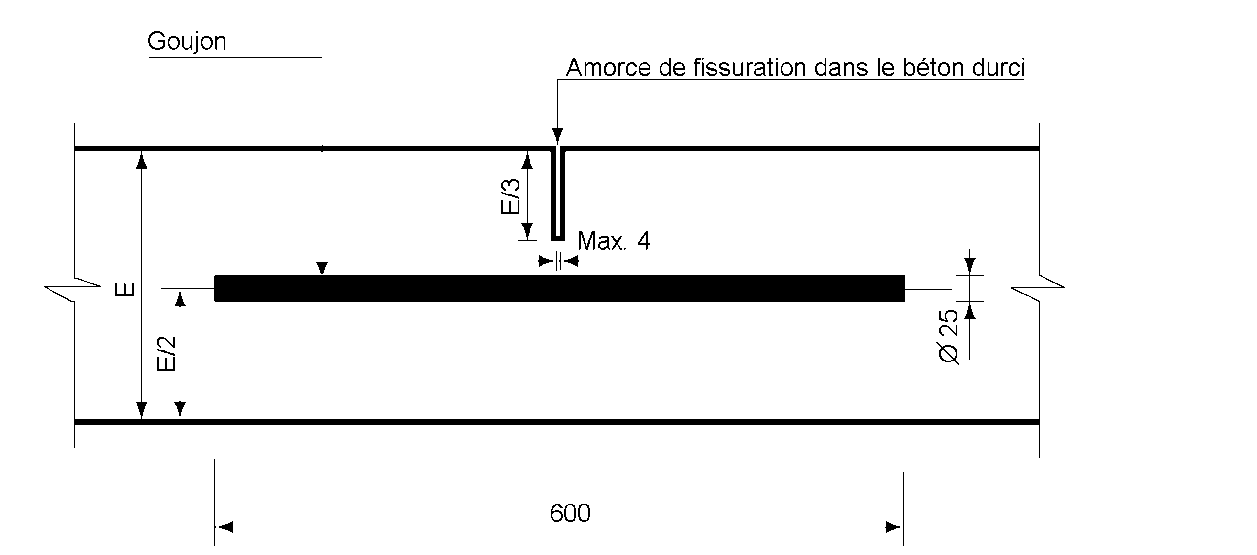 Goujon
Amorce de fissuration dans le béton durci
E/3
Max. 4
E
E/2
Ø 25
600